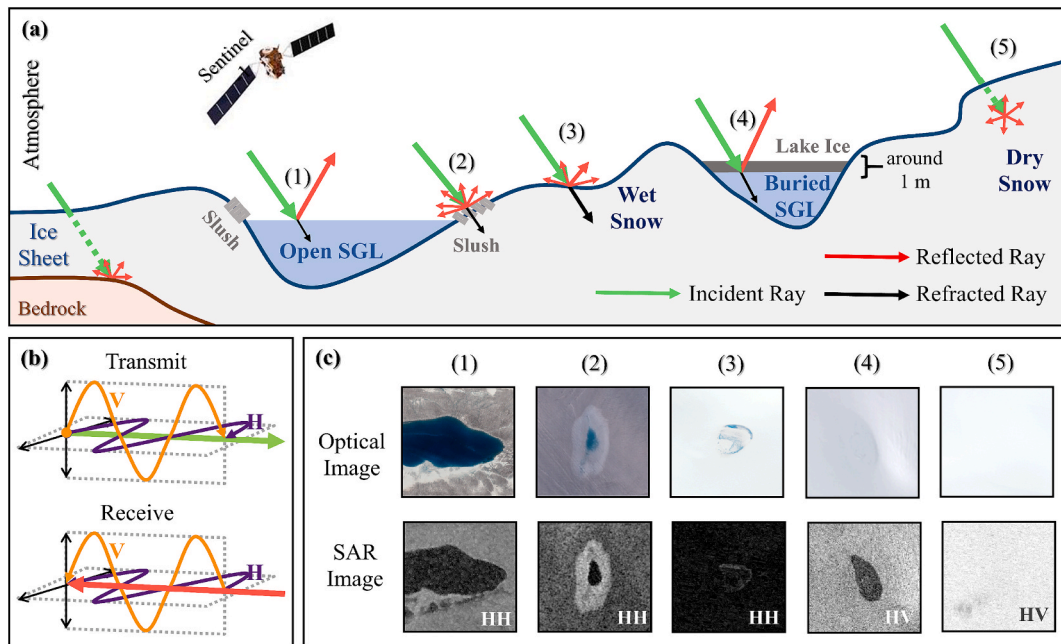 (a)
Atmosphere
Sentinel
(1)
(2)
(3)
(4)
(5)
Lake Ice
around
1 m
Dry
Snow
Buried
SGL
Wet
Snow
Slush
Open SGL
Slush
Ice
Sheet
Bedrock
Reflected Ray
Incident Ray
Refracted Ray
(b)
Transmit
V
H
Receive
V
H
(c)
(1) (2) (3) (4) (5)
Optical
Image
SAR
Image
HH HH HH HV HV